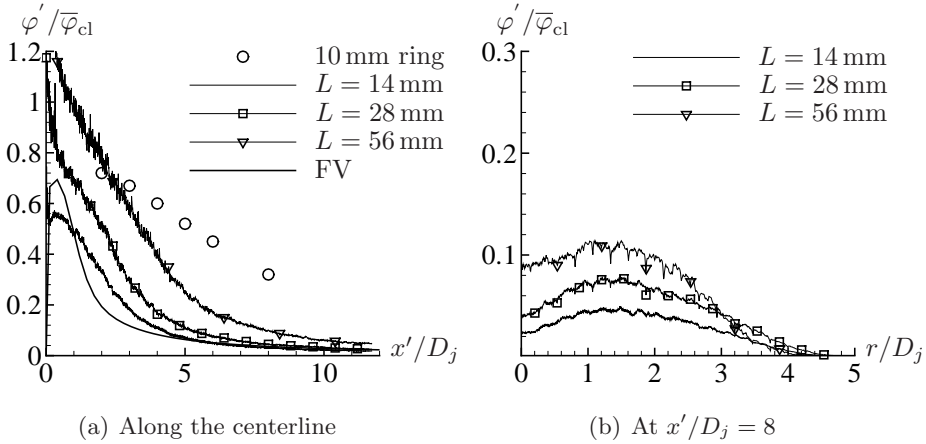 φ′/φ̅cl
1.2
1
0.8
0.6
0.4
0.2
0
0 5 10
x′/Dj
10 mm ring
L = 14 mm
L = 28 mm
L = 56 mm
FV
(a) Along the centerline
φ′/φ̅cl
0.3
0.2
0.1
0 1 2 3 4 5
r/Dj
L = 14 mm
L = 28 mm
L = 56 mm
(b) At x′/Dj = 8